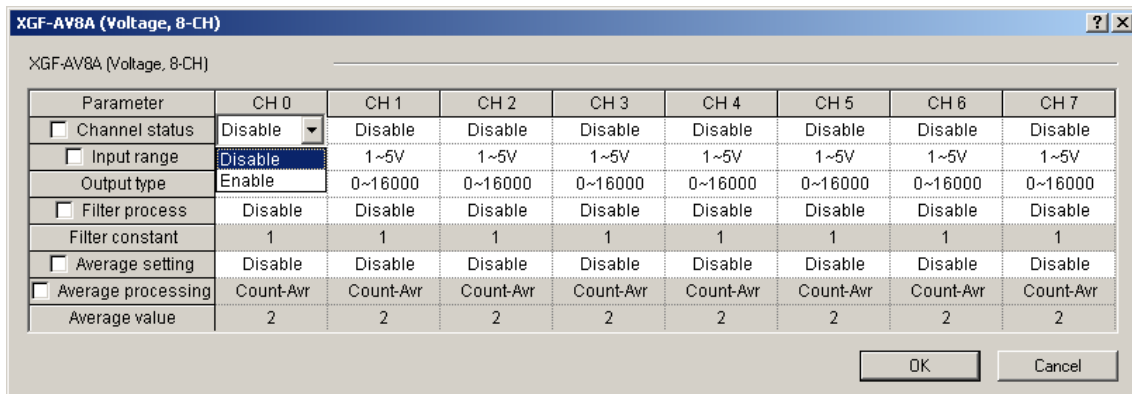 XGF-AV8A (Voltage, 8-CH)
XGF-AV8A (Voltage, 8-CH)
Parameter CH 0 CH 1 CH 2 CH 3 CH 4 CH 5 CH 6 CH 7
Channel status Disable Disable Disable Disable Disable Disable Disable Disable
Input range Disable 1~5V 1~5V 1~5V 1~5V 1~5V 1~5V 1~5V
Output type Enable 0~16000 0~16000 0~16000 0~16000 0~16000 0~16000 0~16000
Filter process Disable Disable Disable Disable Disable Disable Disable Disable
Filter constant 1 1 1 1 1 1 1 1
Average setting Disable Disable Disable Disable Disable Disable Disable Disable
Average processing Count-Avr Count-Avr Count-Avr Count-Avr Count-Avr Count-Avr Count-Avr Count-Avr
Average value 2 2 2 2 2 2 2 2
OK Cancel